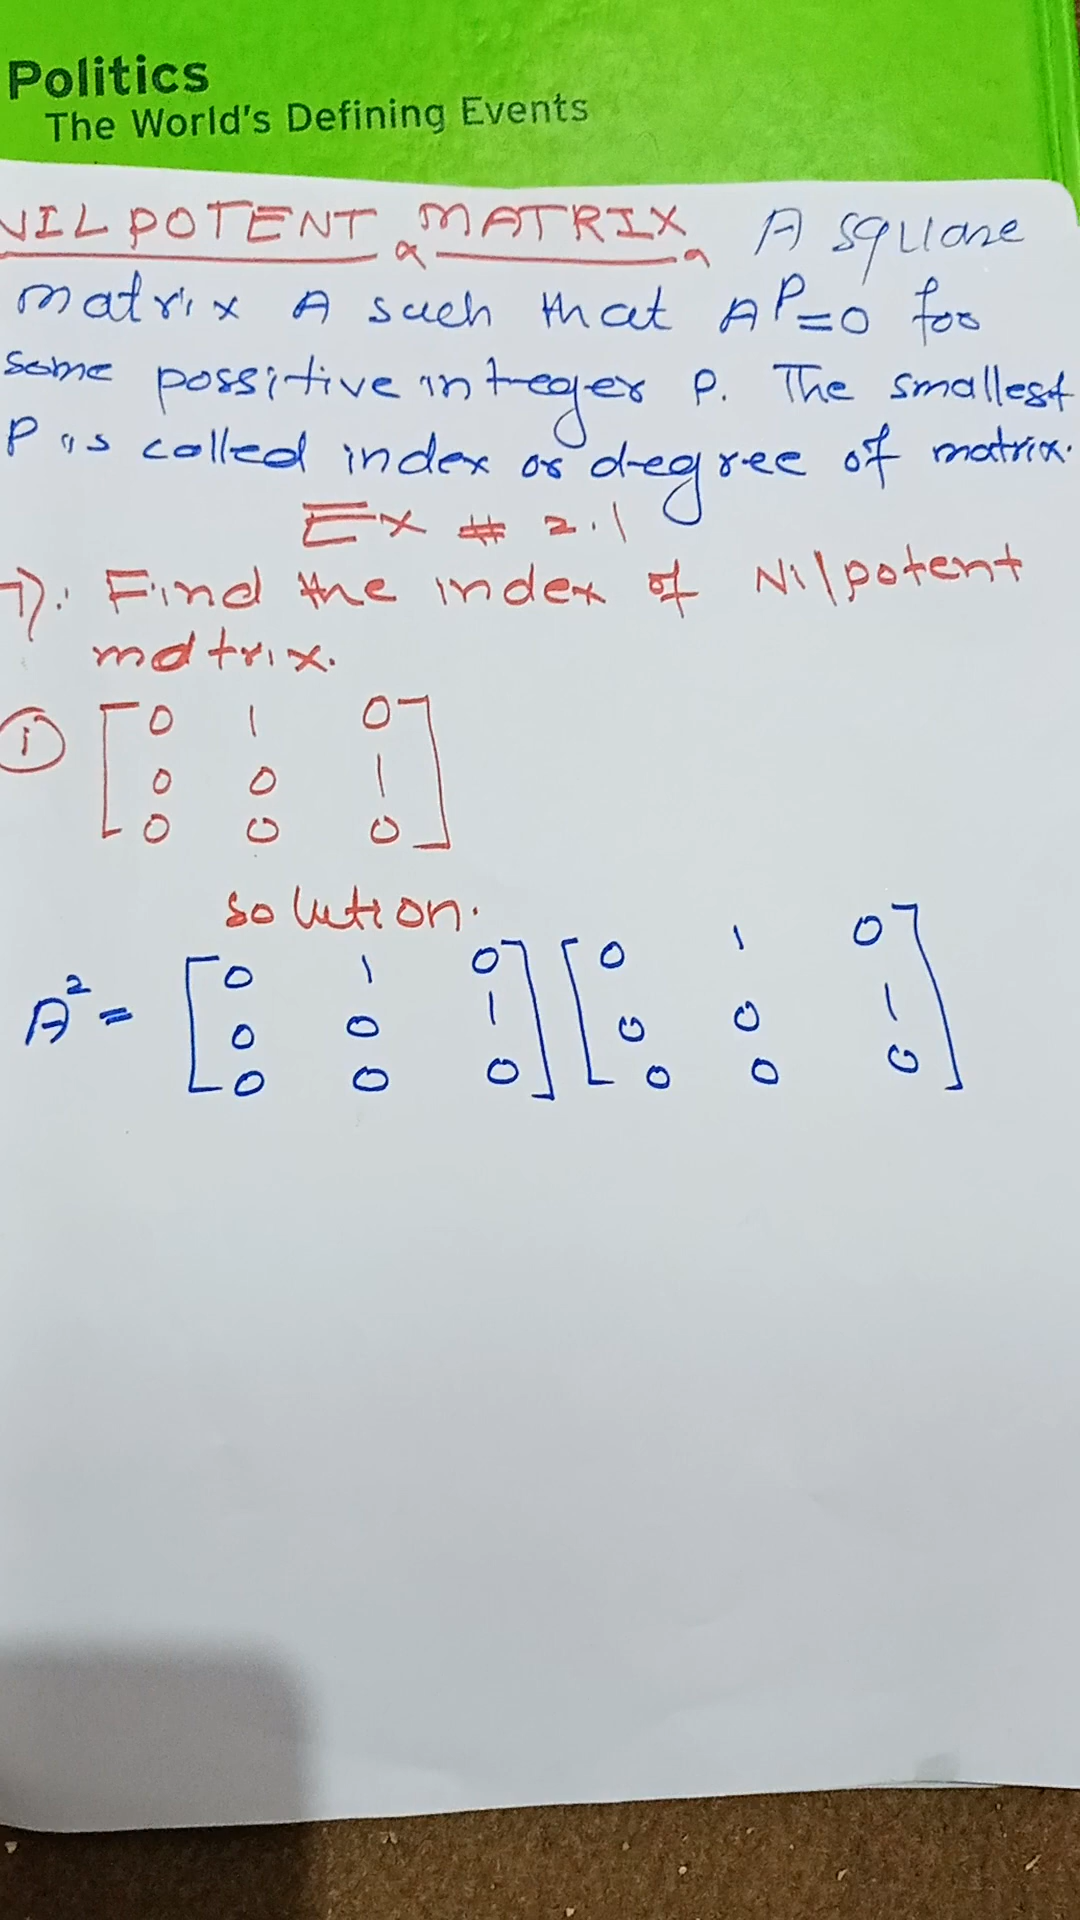 Politics
The World's Defining Events
NILPOTENT MATRIX A square
matrix A such that A^P=0 for
some possitive integer P. The smallest
P is called index or degree of matrix.
Ex # 2.1
7): Find the index of Nilpotent
matrix.
(i) [0 1 0
0 0 1
0 0 0]
solution.
A²= [0 1 0] [0 1 0]
0 0 1 0 0 1
0 0 0 0 0 0